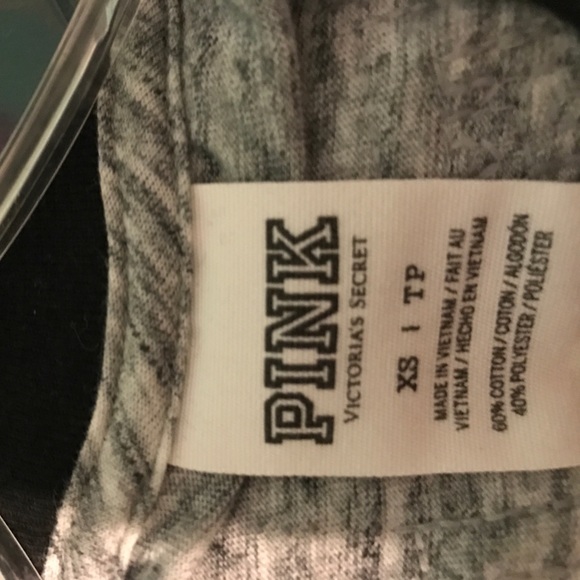 PINK
VICTORIA'S SECRET
XS | TP
MADE IN VIETNAM / FAIT AU
VIETNAM / HECHO EN VIETNAM
60% COTTON / COTON / ALGODÓN
40% POLYESTER / POLIÉSTER